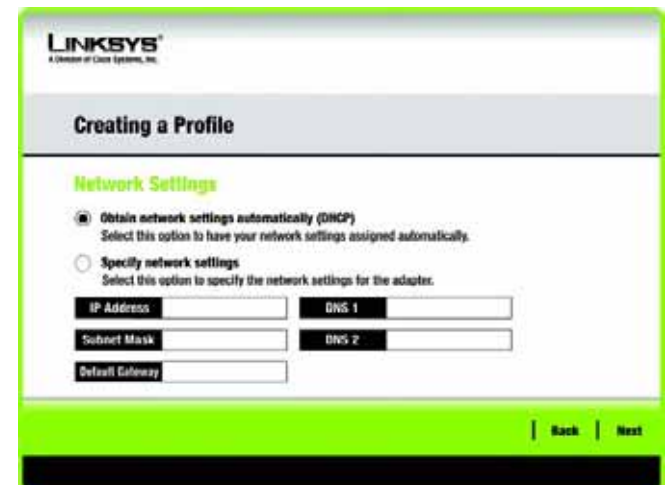 LINKSYS®
A Division of Cisco Systems, Inc.
Creating a Profile
Network Settings
Obtain network settings automatically (DHCP)
Select this option to have your network settings assigned automatically.
Specify network settings
Select this option to specify the network settings for the adapter.
IP Address
DNS 1
Subnet Mask
DNS 2
Default Gateway
Back
Next